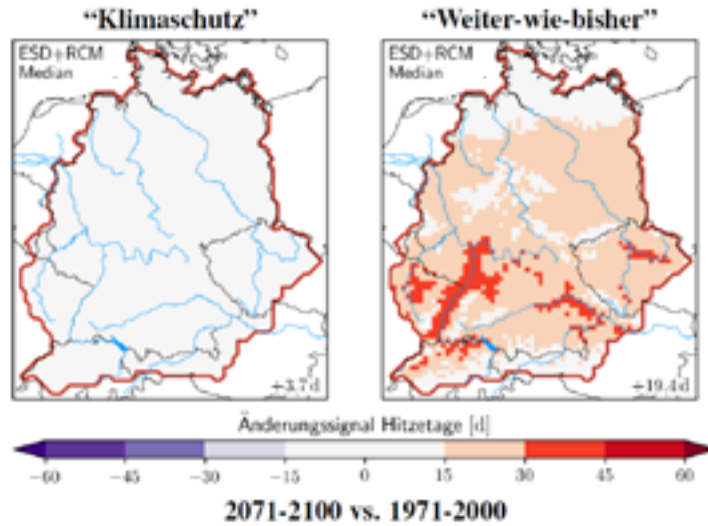 “Klimaschutz”
“Weiter-wie-bisher”
ESD+RCM
Median
ESD+RCM
Median
+3.7d
+19.4d
Änderungssignal Hitzetage [d]
−60 −45 −30 −15 0 15 30 45 60
2071-2100 vs. 1971-2000